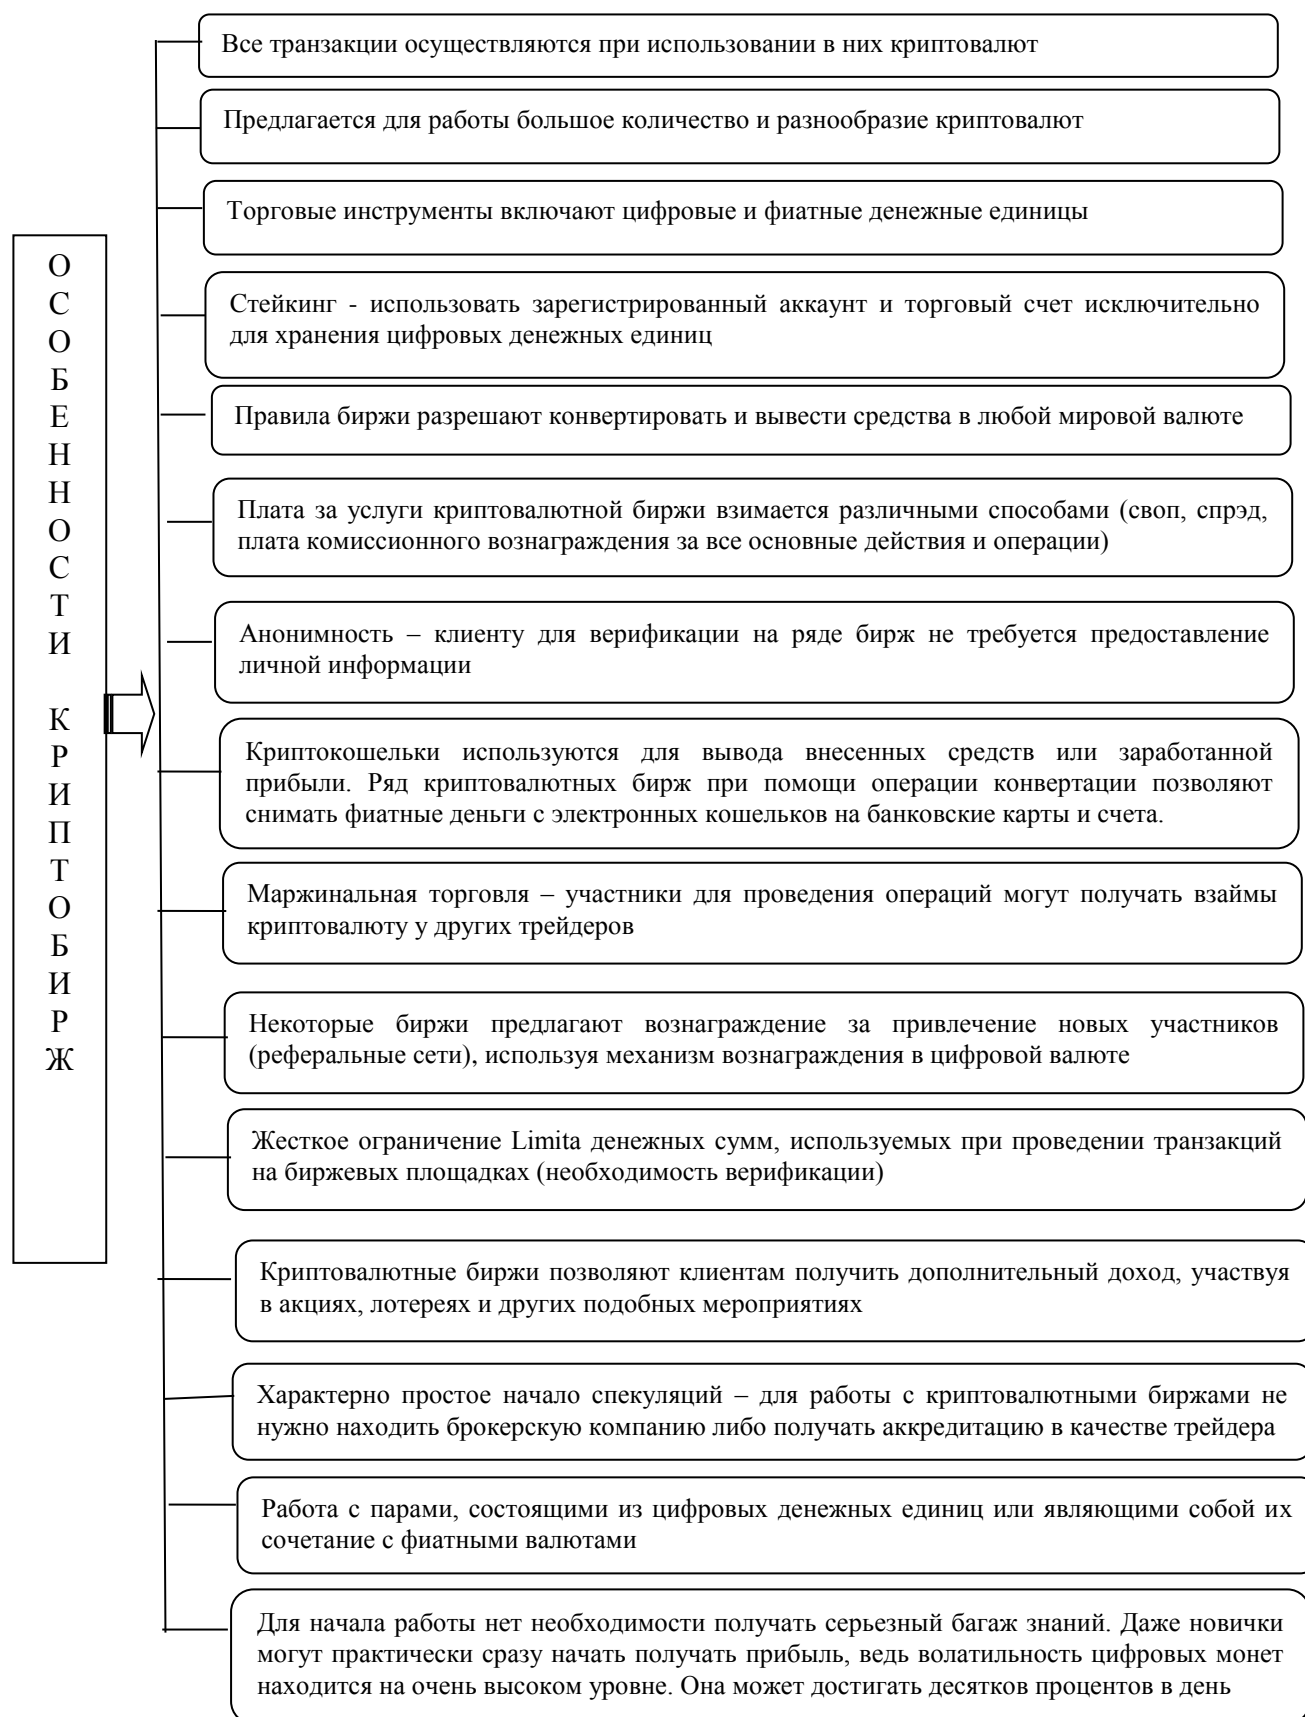 ОСОБЕННОСТИ КРИПТОБИРЖ
Все транзакции осуществляются при использовании в них криптовалют
Предлагается для работы большое количество и разнообразие криптовалют
Торговые инструменты включают цифровые и фиатные денежные единицы
Стейкинг - использовать зарегистрированный аккаунт и торговый счет исключительно
для хранения цифровых денежных единиц
Правила биржи разрешают конвертировать и вывести средства в любой мировой валюте
Плата за услуги криптовалютной биржи взимается различными способами (своп, спрэд,
плата комиссионного вознаграждения за все основные действия и операции)
Анонимность – клиенту для верификации на ряде бирж не требуется предоставление
личной информации
Криптокошельки используются для вывода внесенных средств или заработанной
прибыли. Ряд криптовалютных бирж при помощи операции конвертации позволяют
снимать фиатные деньги с электронных кошельков на банковские карты и счета.
Маржинальная торговля – участники для проведения операций могут получать взаймы
криптовалюту у других трейдеров
Некоторые биржи предлагают вознаграждение за привлечение новых участников
(реферальные сети), используя механизм вознаграждения в цифровой валюте
Жесткое ограничение Limita денежных сумм, используемых при проведении транзакций
на биржевых площадках (необходимость верификации)
Криптовалютные биржи позволяют клиентам получить дополнительный доход, участвуя
в акциях, лотереях и других подобных мероприятиях
Характерно простое начало спекуляций – для работы с криптовалютными биржами не
нужно находить брокерскую компанию либо получать аккредитацию в качестве трейдера
Работа с парами, состоящими из цифровых денежных единиц или являющими собой их
сочетание с фиатными валютами
Для начала работы нет необходимости получать серьезный багаж знаний. Даже новички
могут практически сразу начать получать прибыль, ведь волатильность цифровых монет
находится на очень высоком уровне. Она может достигать десятков процентов в день